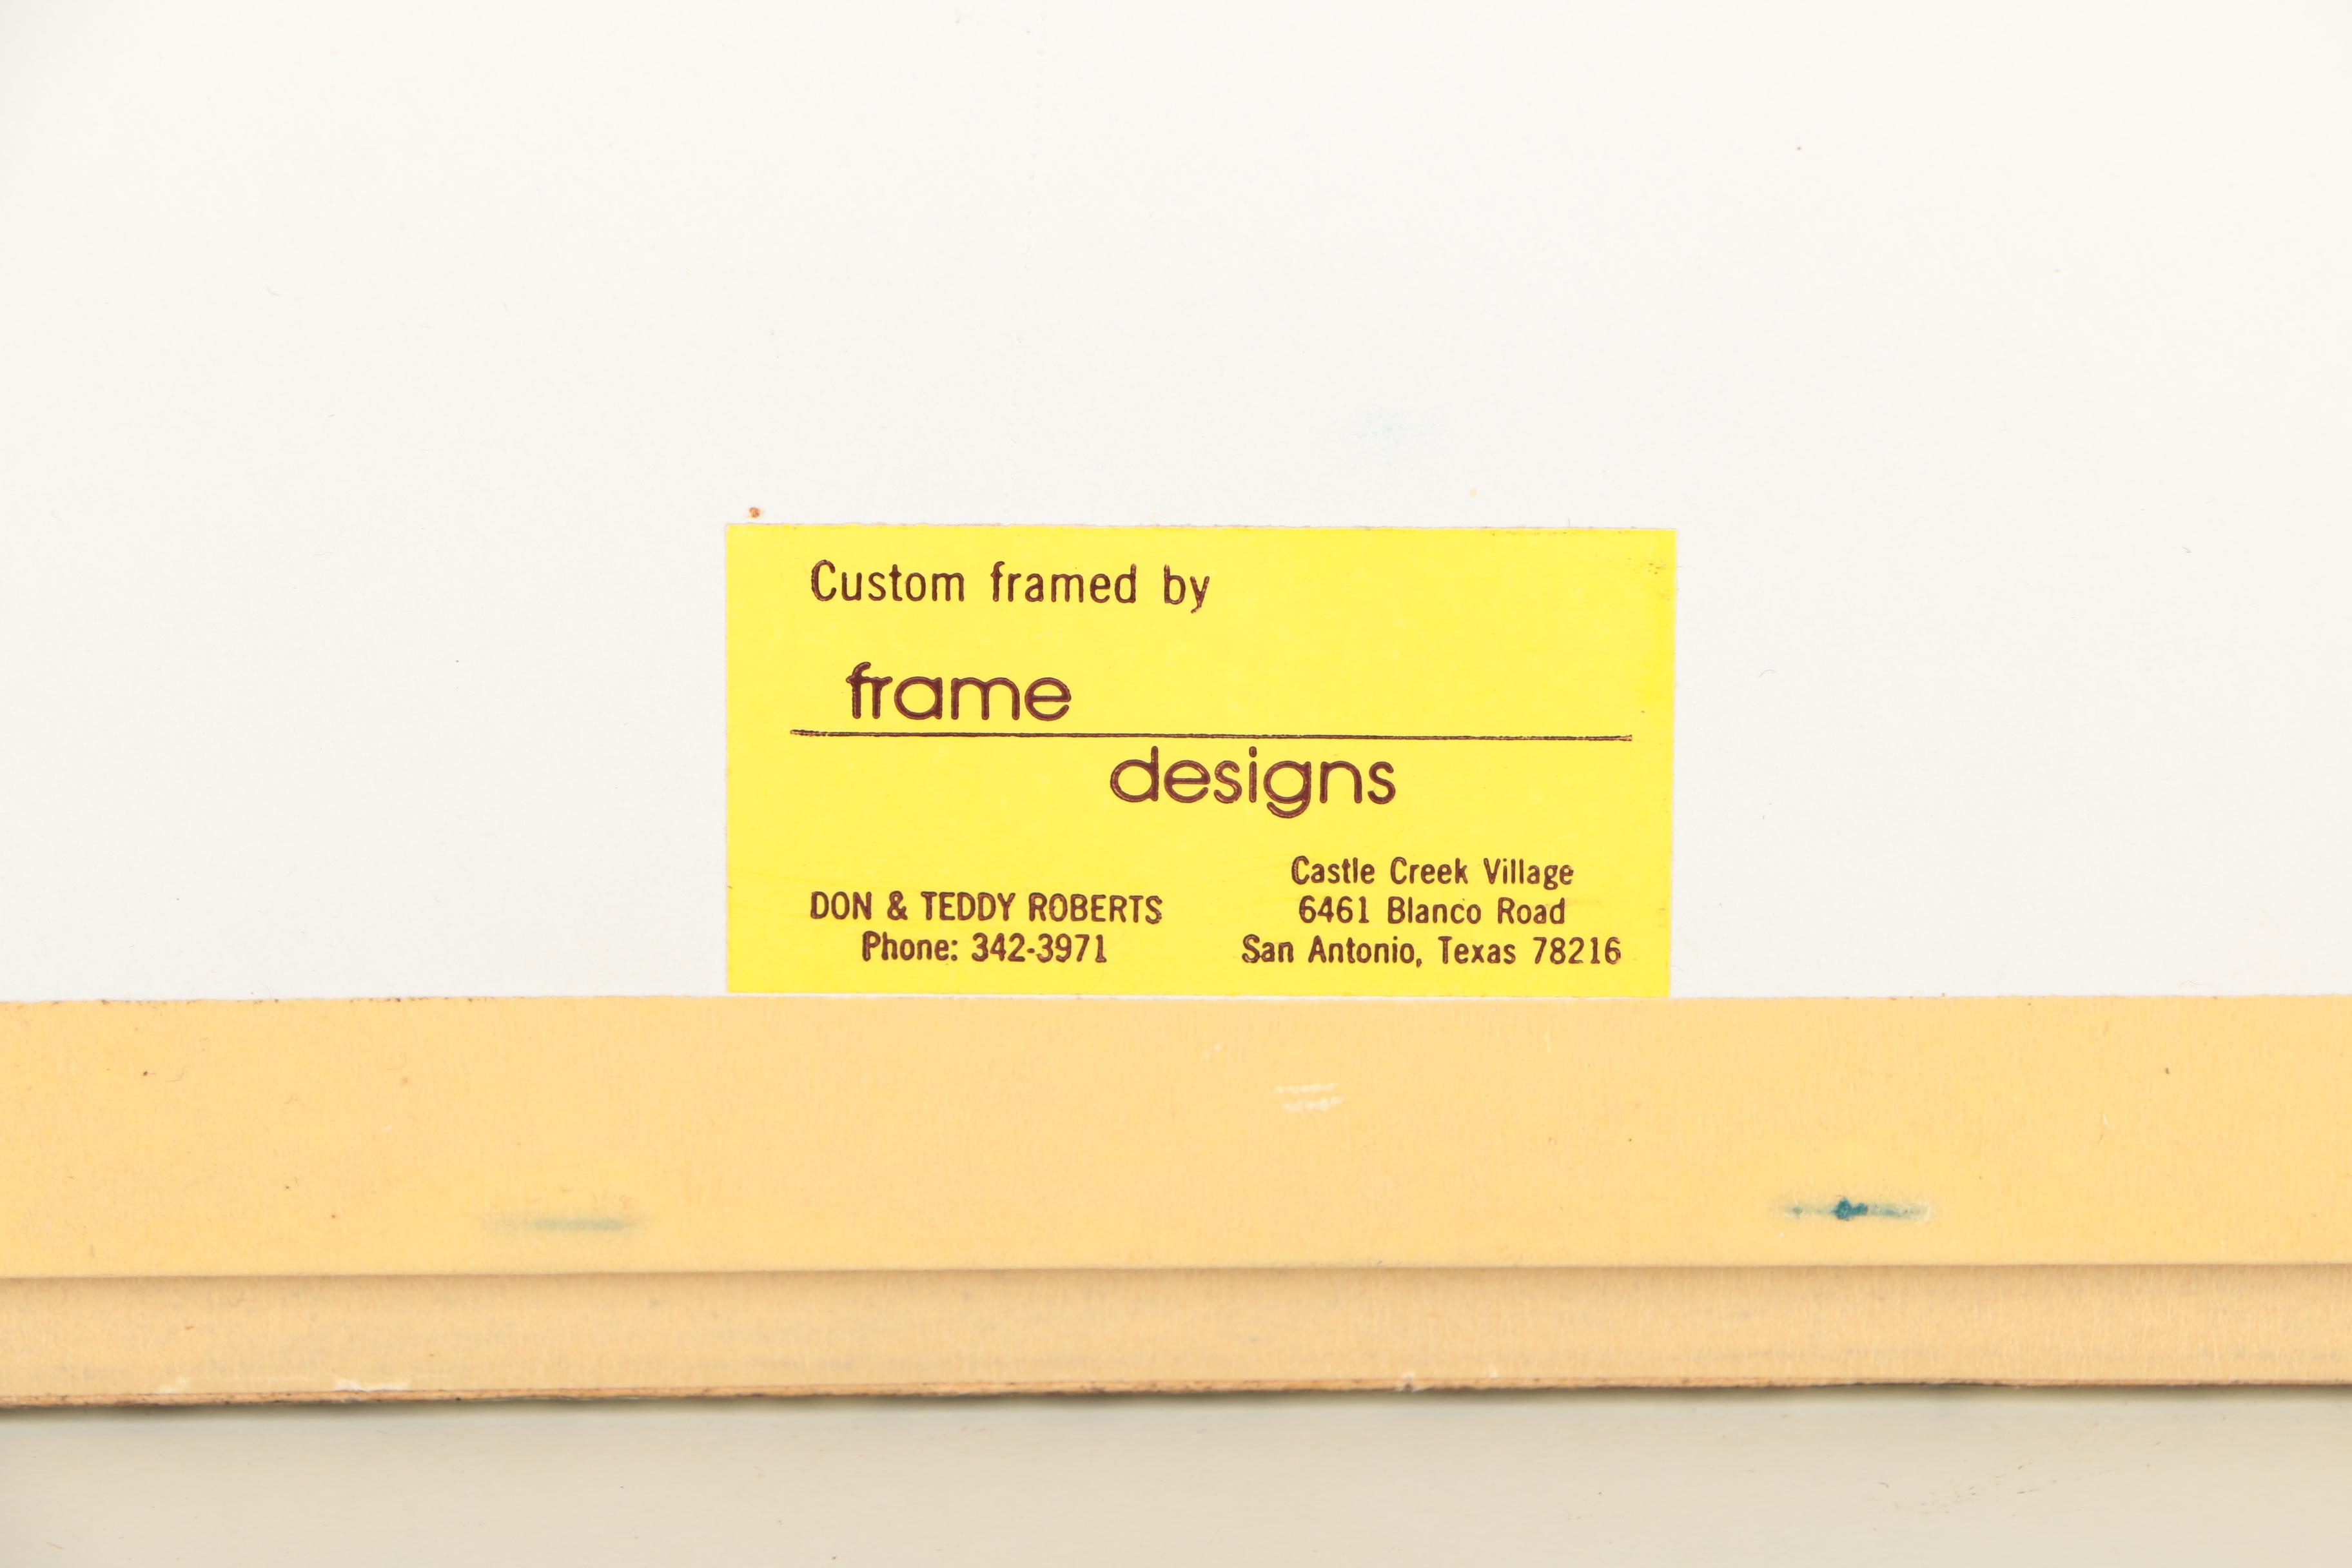 Custom framed by
frame
designs
DON & TEDDY ROBERTS
Phone: 342-3971
Castle Creek Village
6461 Blanco Road
San Antonio, Texas 78216